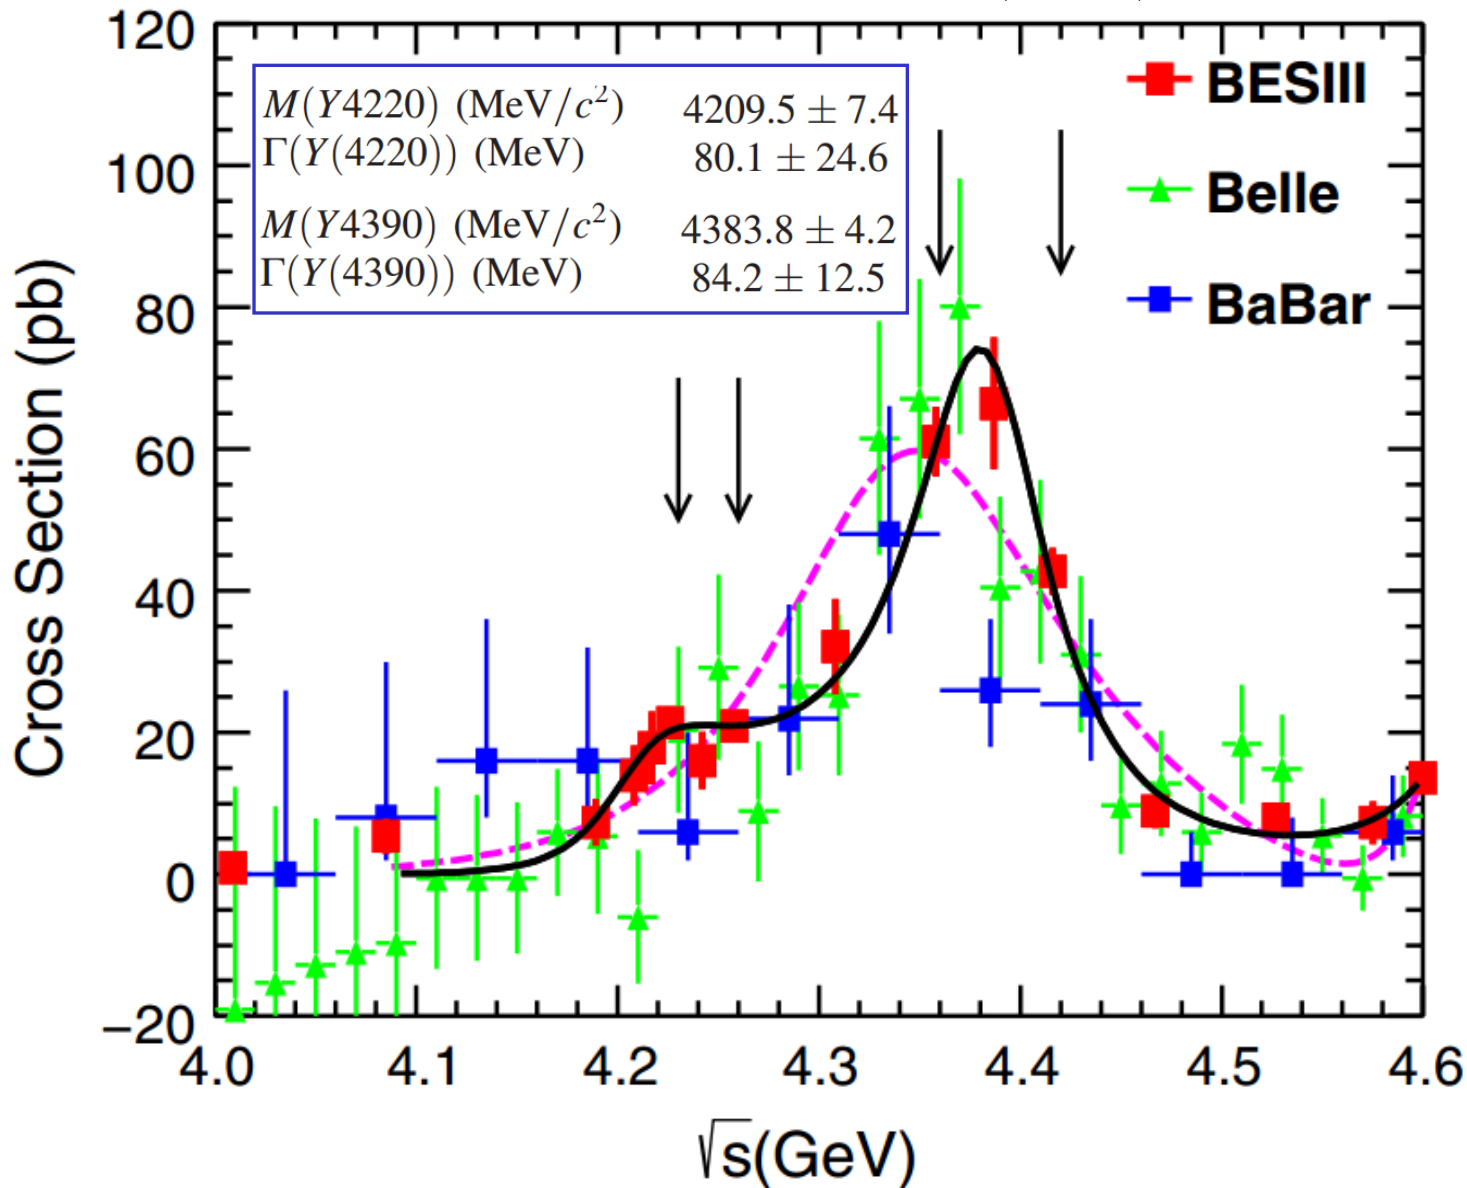 120
100
80
60
40
20
0
−20
Cross Section (pb)
M(Y4220) (MeV/c²) 4209.5 ± 7.4
Γ(Y(4220)) (MeV) 80.1 ± 24.6
M(Y4390) (MeV/c²) 4383.8 ± 4.2
Γ(Y(4390)) (MeV) 84.2 ± 12.5
BESIII
Belle
BaBar
4.0 4.1 4.2 4.3 4.4 4.5 4.6
√s(GeV)